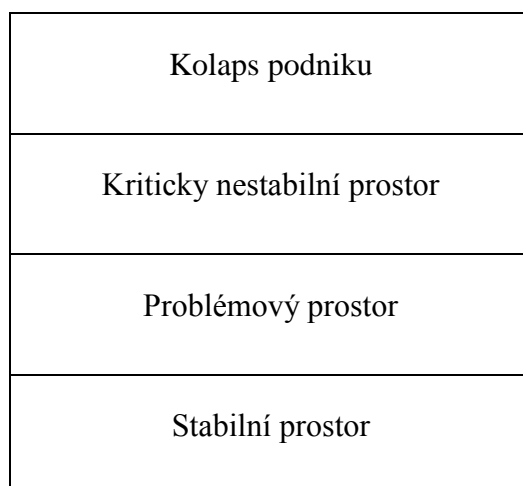 Kolaps podniku
Kriticky nestabilní prostor
Problémový prostor
Stabilní prostor